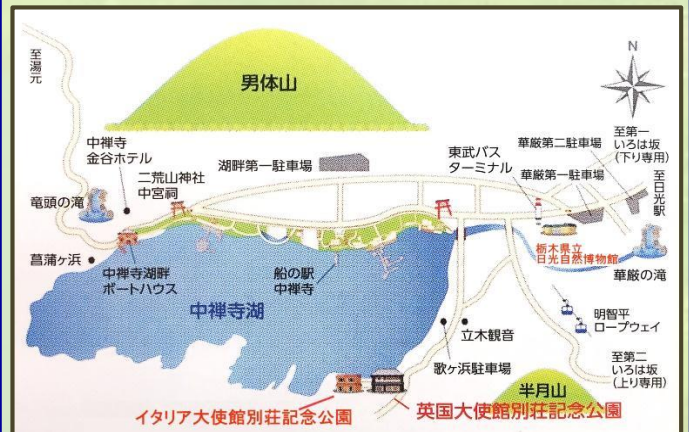 至湯元
男体山
N
中禅寺
金谷ホテル
二荒山神社
中宮祠
湖畔第一駐車場
東武バス
ターミナル
華厳第二駐車場
華厳第一駐車場
至第一
いろは坂
(下り専用)
至日光駅
竜頭の滝
菖蒲ヶ浜
中禅寺湖畔
ボートハウス
船の駅
中禅寺
栃木県立
日光自然博物館
華厳の滝
中禅寺湖
立木観音
明智平
ロープウェイ
歌ヶ浜駐車場
至第二
いろは坂
(上り専用)
半月山
イタリア大使館別荘記念公園
英国大使館別荘記念公園